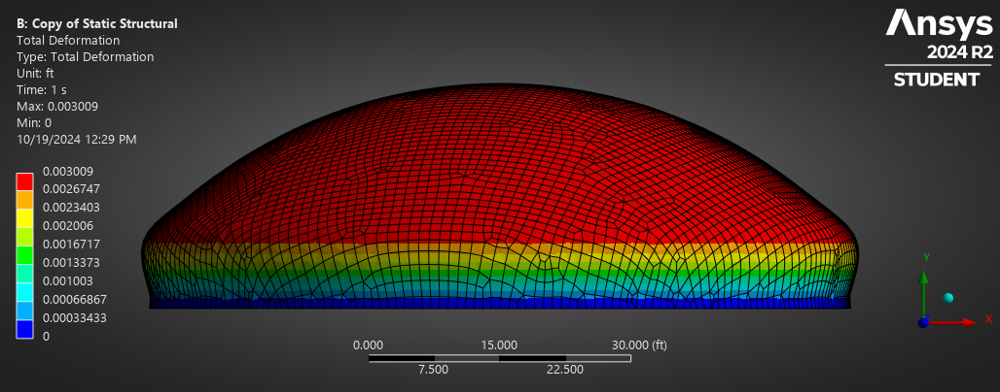 B: Copy of Static Structural
Total Deformation
Type: Total Deformation
Unit: ft
Time: 1 s
Max: 0.003009
Min: 0
10/19/2024 12:29 PM
0.003009
0.0026747
0.0023403
0.002006
0.0016717
0.0013373
0.001003
0.00066867
0.00033433
0
Ansys
2024 R2
STUDENT
0.000 15.000 30.000 (ft)
7.500 22.500
Y
X